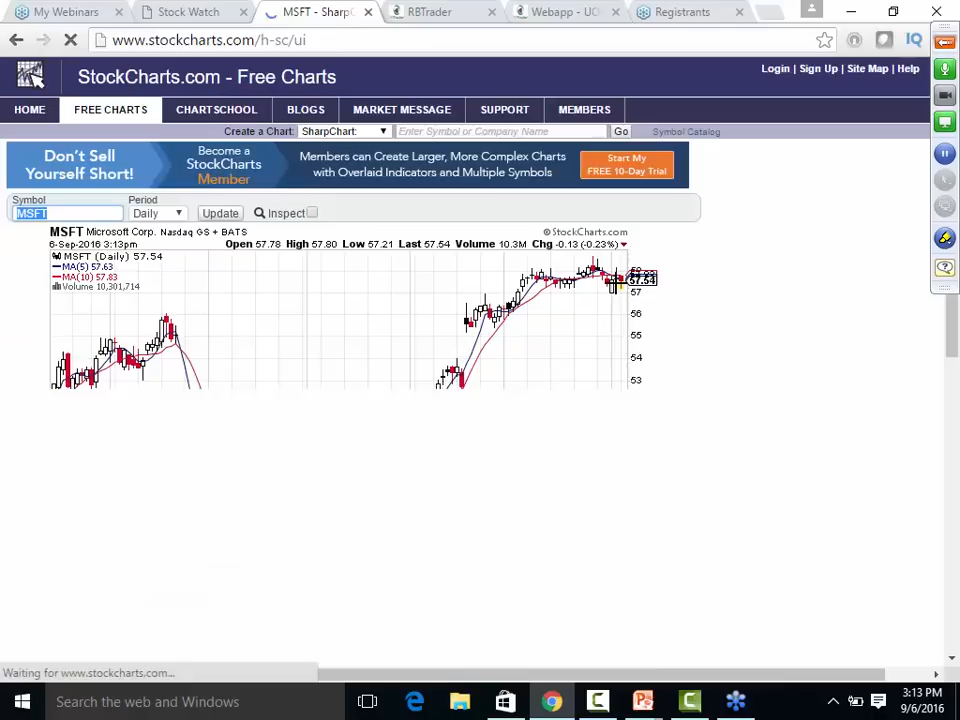 My Webinars
Stock Watch
MSFT - SharpC
RBTrader
Webapp - UO
Registrants
www.stockcharts.com/h-sc/ui
IQ
StockCharts.com - Free Charts
Login | Sign Up | Site Map | Help
HOME
FREE CHARTS
CHARTSCHOOL
BLOGS
MARKET MESSAGE
SUPPORT
MEMBERS
Create a Chart: SharpChart: Enter Symbol or Company Name Go Symbol Catalog
Don't Sell
Yourself Short!
Become a
StockCharts
Member
Members can Create Larger, More Complex Charts
with Overlaid Indicators and Multiple Symbols
Start My
FREE 10-Day Trial
Symbol
Period
MSFT
Daily
Update
Inspect
MSFT Microsoft Corp. Nasdaq GS + BATS
© StockCharts.com
6-Sep-2016 3:13pm
Open 57.78 High 57.80 Low 57.21 Last 57.54 Volume 10.3M Chg -0.13 (-0.23%)
MSFT (Daily) 57.54
MA(5) 57.63
MA(10) 57.83
Volume 10,301,714
57.54
57
56
55
54
53
Waiting for www.stockcharts.com...
Search the web and Windows
3:13 PM
9/6/2016